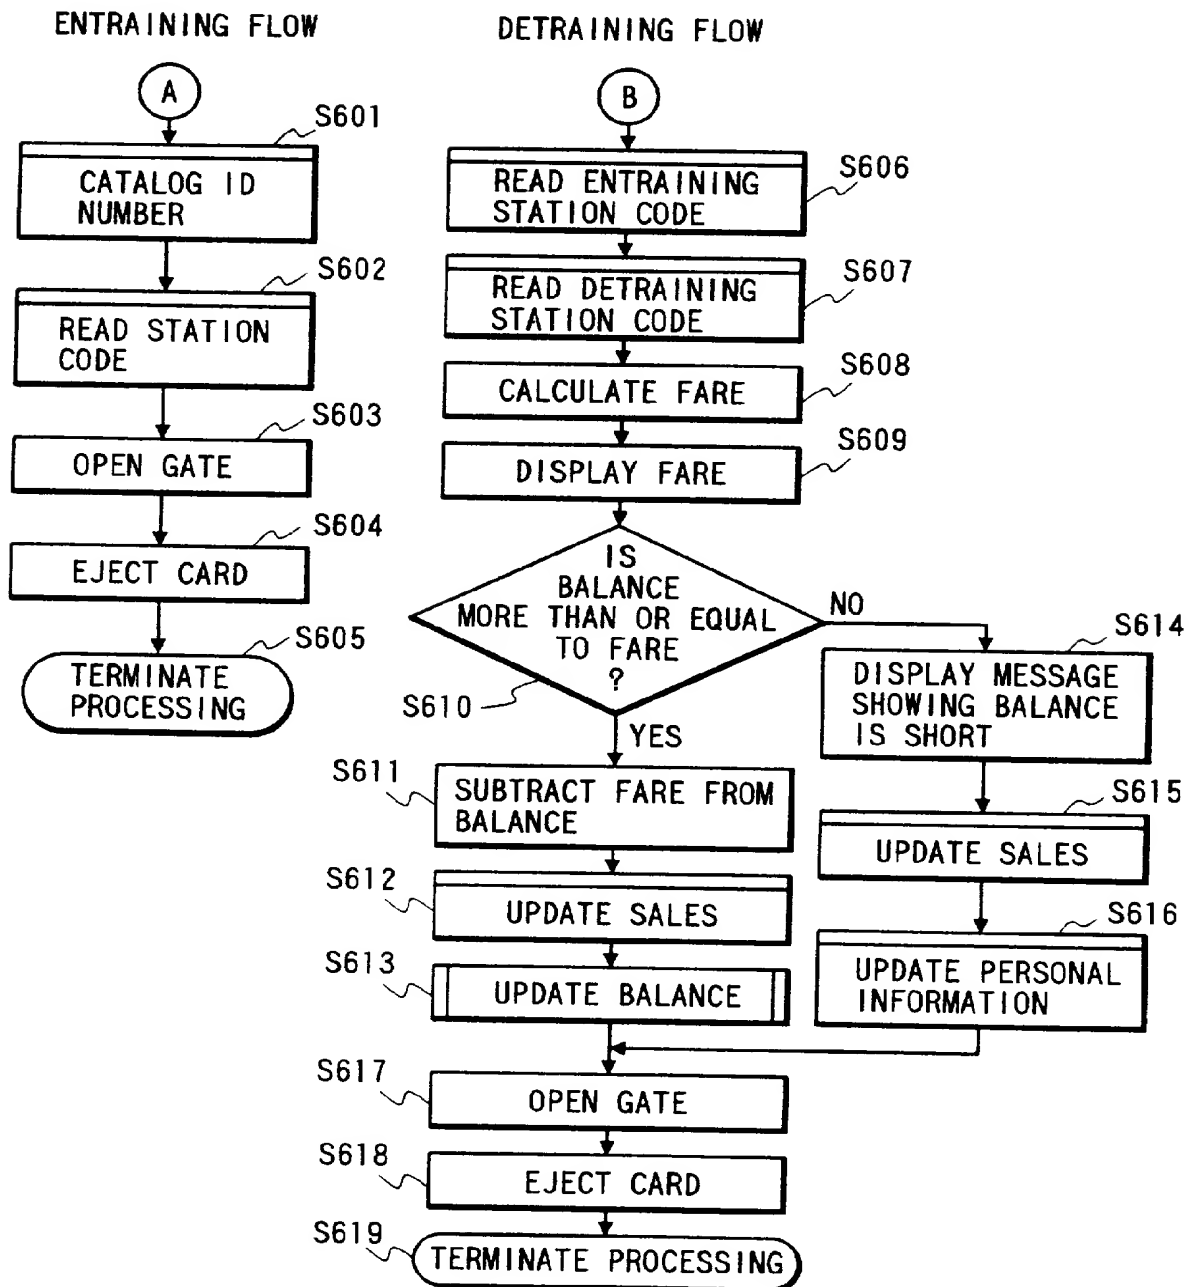 ENTRAINING FLOW
A
S601
CATALOG ID
NUMBER
S602
READ STATION
CODE
S603
OPEN GATE
S604
EJECT CARD
S605
TERMINATE
PROCESSING
DETRAINING FLOW
B
S606
READ ENTRAINING
STATION CODE
S607
READ DETRAINING
STATION CODE
S608
CALCULATE FARE
S609
DISPLAY FARE
IS
BALANCE
MORE THAN OR EQUAL
TO FARE
?
S610
NO
YES
S611
SUBTRACT FARE FROM
BALANCE
S612
UPDATE SALES
S613
UPDATE BALANCE
S614
DISPLAY MESSAGE
SHOWING BALANCE
IS SHORT
S615
UPDATE SALES
S616
UPDATE PERSONAL
INFORMATION
S617
OPEN GATE
S618
EJECT CARD
S619
TERMINATE PROCESSING